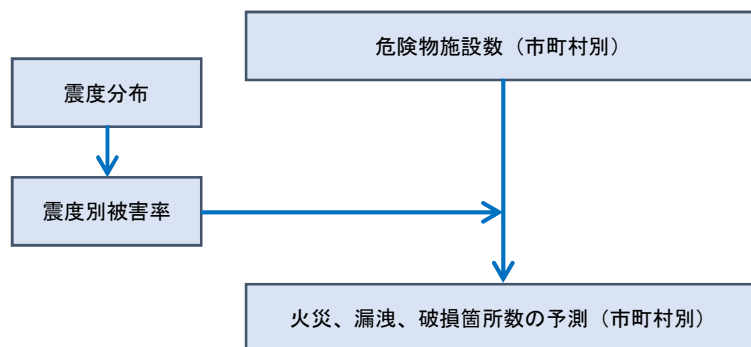 危険物施設数（市町村別）
震度分布
震度別被害率
火災、漏洩、破損箇所数の予測（市町村別）